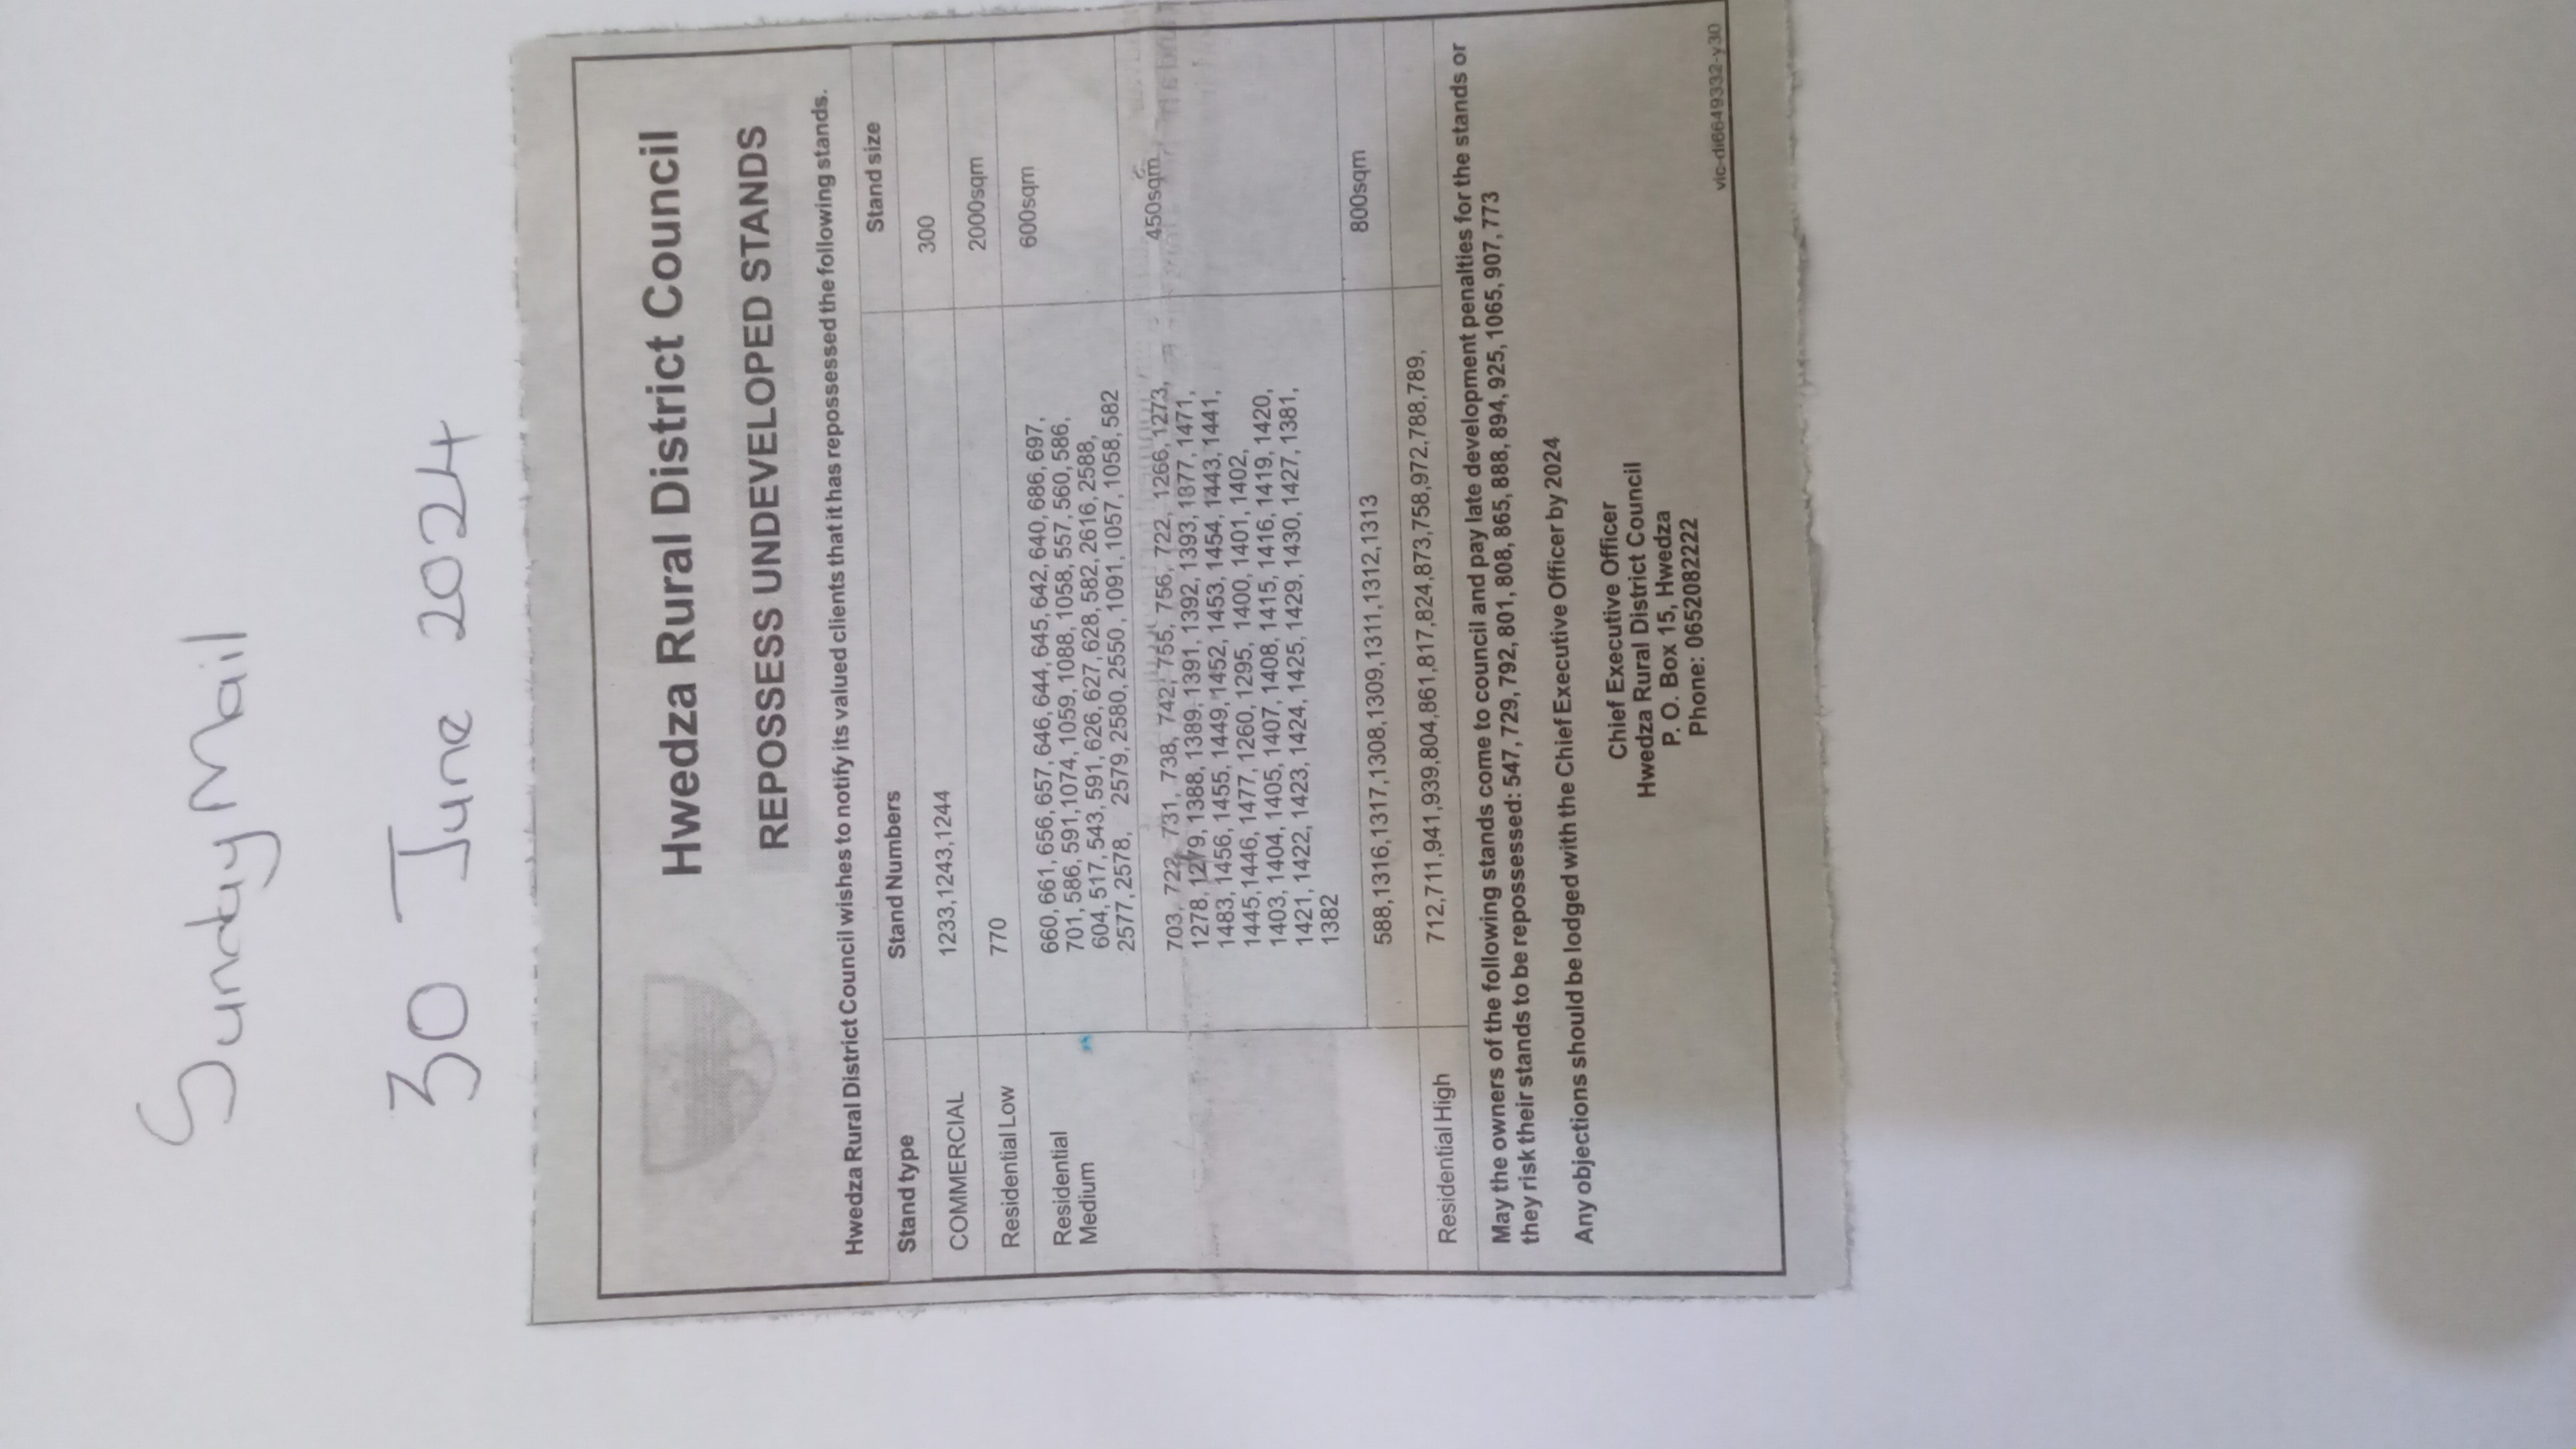 Sunday Mail
30 June 2024
Hwedza Rural District Council
REPOSSESS UNDEVELOPED STANDS
Hwedza Rural District Council wishes to notify its valued clients that it has repossessed the following stands.
Stand type Stand Numbers Stand size
COMMERCIAL 1233,1243,1244 300
Residential Low 770 2000sqm
Residential Medium 660, 661, 656, 657, 646, 644, 645, 642, 640, 686, 697, 600sqm
701, 586, 591,1074, 1059, 1088, 1058, 557, 560, 586,
604, 517, 543, 591, 626, 627, 628, 582, 2616, 2588,
2577, 2578, 2579, 2580, 2550, 1091, 1057, 1058, 582
703, 722, 731, 738, 742, 755, 756, 722, 1266, 1273, 450sqm
1278, 1279, 1388, 1389, 1391, 1392, 1393, 1377, 1471,
1483, 1456, 1455, 1449, 1452, 1453, 1454, 1443, 1441,
1445,1446, 1477, 1260, 1295, 1400, 1401, 1402,
1403, 1404, 1405, 1407, 1408, 1415, 1416, 1419, 1420,
1421, 1422, 1423, 1424, 1425, 1429, 1430, 1427, 1381,
1382
588,1316,1317,1308,1309,1311,1312,1313 800sqm
Residential High 712,711,941,939,804,861,817,824,873,758,972,788,789,
May the owners of the following stands come to council and pay late development penalties for the stands or
they risk their stands to be repossessed: 547, 729, 792, 801, 808, 865, 888, 894, 925, 1065, 907, 773
Any objections should be lodged with the Chief Executive Officer by 2024
Chief Executive Officer
Hwedza Rural District Council
P. O. Box 15, Hwedza
Phone: 0652082222
vic-di6649332-y30